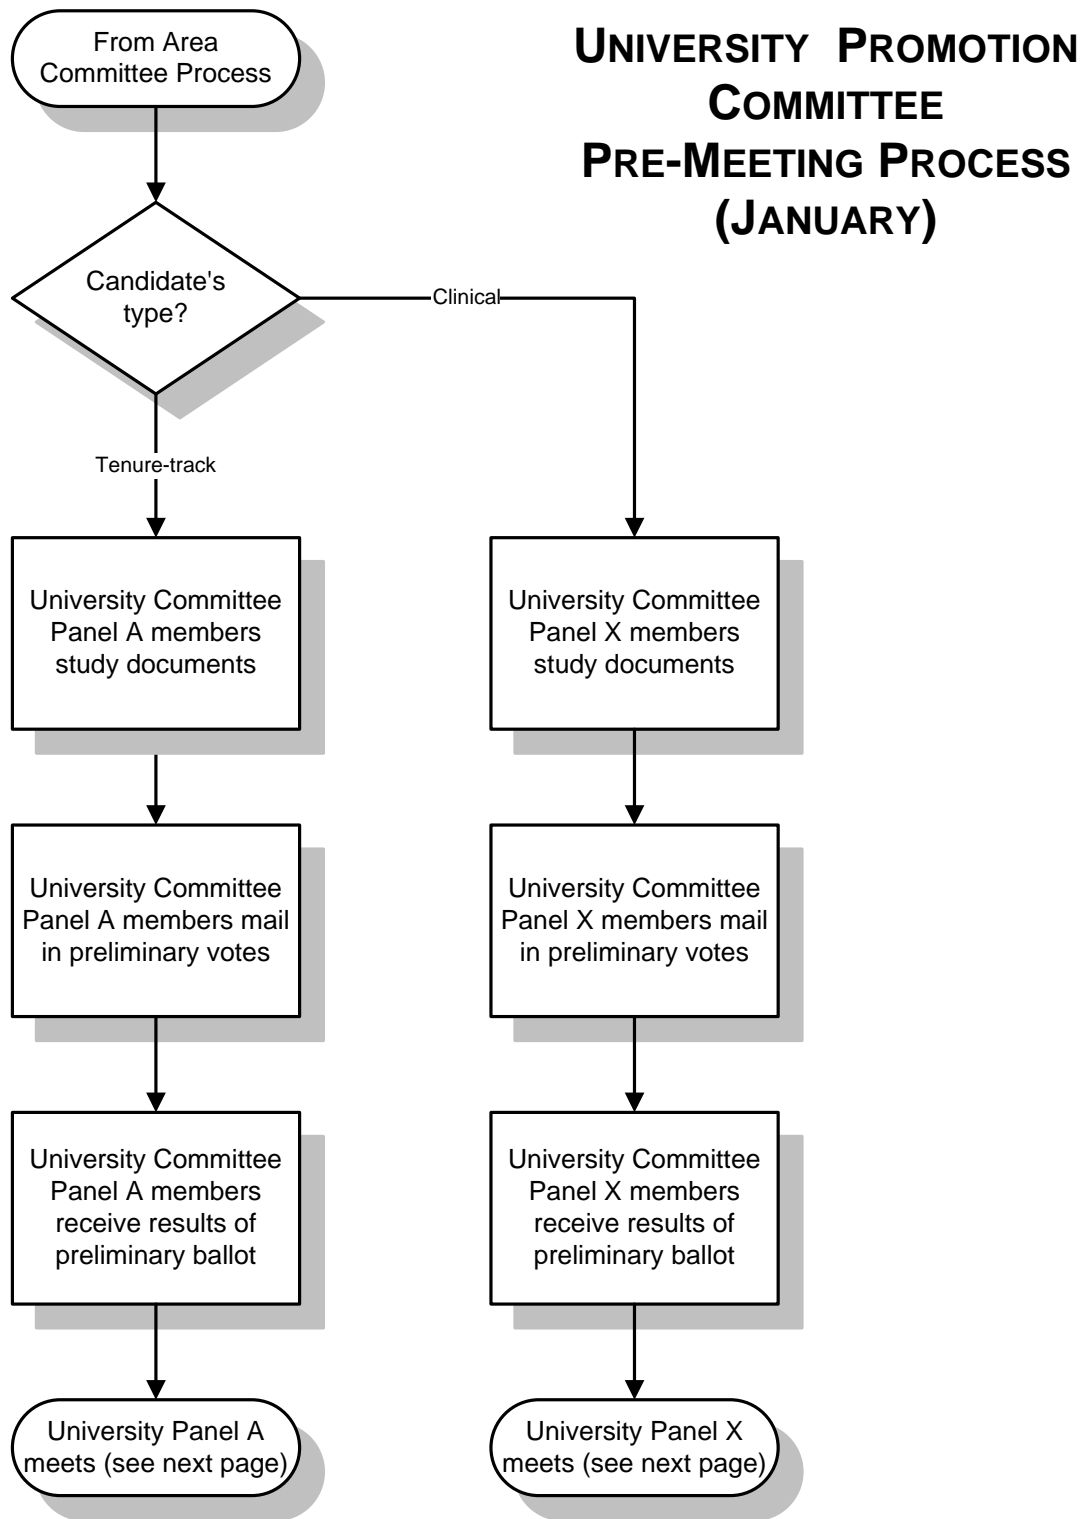 UNIVERSITY PROMOTION
COMMITTEE
PRE-MEETING PROCESS
(JANUARY)
From Area
Committee Process
Candidate's
type?
Clinical
Tenure-track
University Committee
Panel A members
study documents
University Committee
Panel X members
study documents
University Committee
Panel A members mail
in preliminary votes
University Committee
Panel X members mail
in preliminary votes
University Committee
Panel A members
receive results of
preliminary ballot
University Committee
Panel X members
receive results of
preliminary ballot
University Panel A
meets (see next page)
University Panel X
meets (see next page)